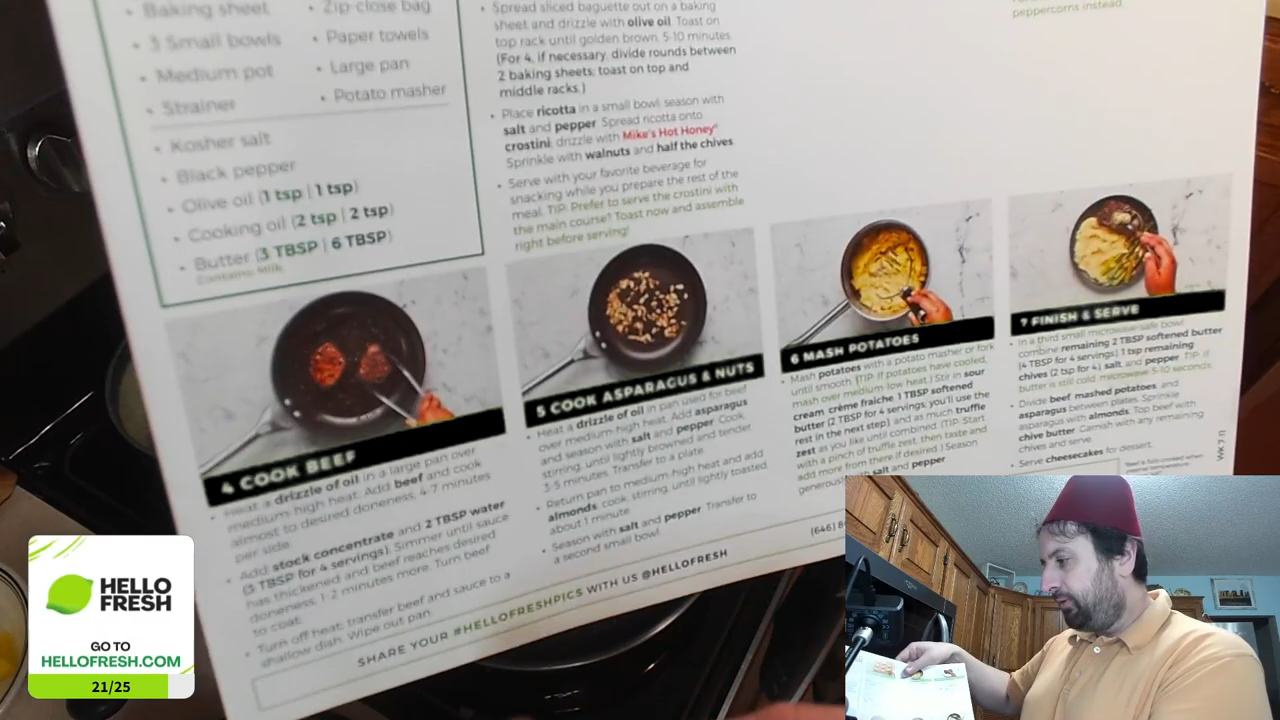 • Baking sheet
• 3 Small bowls
• Medium pot
• Strainer
• Zip-close bag
• Paper towels
• Large pan
• Potato masher
• Kosher salt
• Black pepper
• Olive oil (1 tsp | 1 tsp)
• Cooking oil (2 tsp | 2 tsp)
• Butter (3 TBSP | 6 TBSP)
Contains: Milk
• Spread sliced baguette out on a baking
sheet and drizzle with olive oil. Toast on
top rack until golden brown, 5-10 minutes.
(For 4, if necessary, divide rounds between
2 baking sheets; toast on top and
middle racks.)
• Place ricotta in a small bowl; season with
salt and pepper. Spread ricotta onto
crostini; drizzle with Mike's Hot Honey®.
Sprinkle with walnuts and half the chives.
• Serve with your favorite beverage for
snacking while you prepare the rest of the
meal. TIP: Prefer to serve the crostini with
the main course? Toast now and assemble
right before serving!
peppercorns instead.
4 COOK BEEF
• Heat a drizzle of oil in a large pan over
medium-high heat. Add beef and cook
almost to desired doneness, 4-7 minutes
per side.
• Add stock concentrate and 2 TBSP water
(3 TBSP for 4 servings). Simmer until sauce
has thickened and beef reaches desired
doneness, 1-2 minutes more. Turn beef
to coat.
• Turn off heat; transfer beef and sauce to a
shallow dish. Wipe out pan.
5 COOK ASPARAGUS & NUTS
• Heat a drizzle of oil in pan used for beef
over medium-high heat. Add asparagus
and season with salt and pepper. Cook,
stirring, until lightly browned and tender,
3-5 minutes. Transfer to a plate.
• Return pan to medium-high heat and add
almonds; cook, stirring, until lightly toasted,
about 1 minute.
• Season with salt and pepper. Transfer to
a second small bowl.
6 MASH POTATOES
• Mash potatoes with a potato masher or fork
until smooth. (TIP: If potatoes have cooled,
mash over medium-low heat.) Stir in sour
cream, crème fraîche, 1 TBSP softened
butter (2 TBSP for 4 servings; you'll use the
rest in the next step) and as much truffle
zest as you like until combined. (TIP: Start
with a pinch of truffle zest, then taste and
add more from there if desired.) Season
generously
salt and pepper
7 FINISH & SERVE
• In a third small microwave-safe bowl,
combine remaining 2 TBSP softened butter
(4 TBSP for 4 servings), 1 tsp remaining
chives (2 tsp for 4), salt, and pepper. TIP: If
butter is still cold, microwave 5-10 seconds.
• Divide beef, mashed potatoes, and
asparagus between plates. Sprinkle
asparagus with almonds. Top beef with
chive butter. Garnish with any remaining
chives and serve.
• Serve cheesecakes for dessert.
SHARE YOUR #HELLOFRESHPICS WITH US @HELLOFRESH
(646) 8
HELLO
FRESH
GO TO
HELLOFRESH.COM
21/25